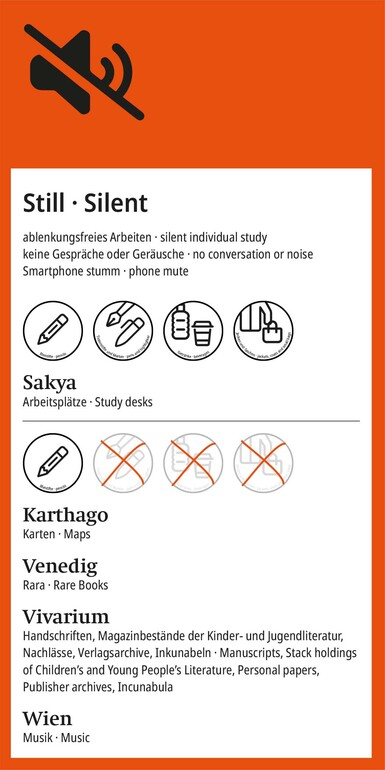 Still · Silent
ablenkungsfreies Arbeiten · silent individual study
keine Gespräche oder Geräusche · no conversation or noise
Smartphone stumm · phone mute
Sakya
Arbeitsplätze · Study desks
Karthago
Karten · Maps
Venedig
Rara · Rare Books
Vivarium
Handschriften, Magazinbestände der Kinder- und Jugendliteratur,
Nachlässe, Verlagsarchive, Inkunabeln · Manuscripts, Stack holdings
of Children’s and Young People’s Literature, Personal papers,
Publisher archives, Incunabula
Wien
Musik · Music